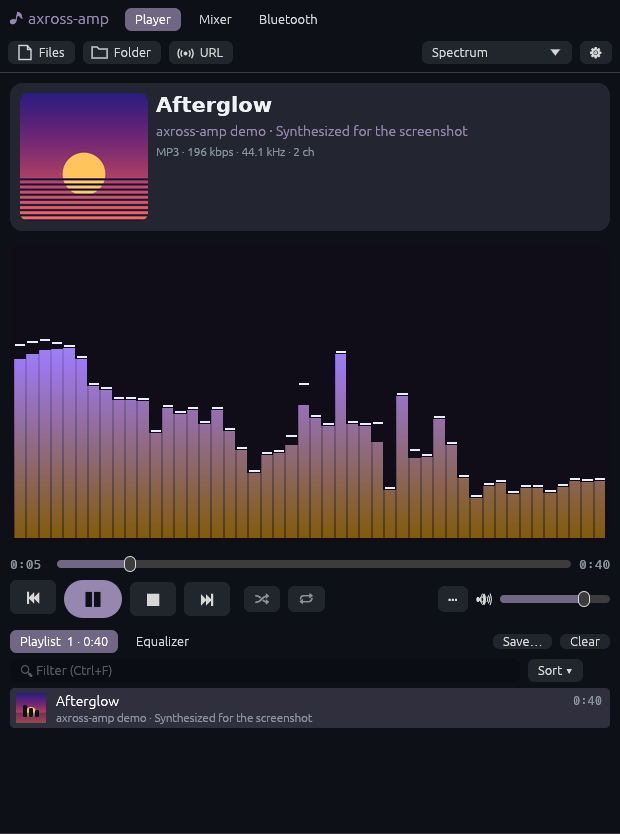 axross-amp Player Mixer Bluetooth
Files Folder URL Spectrum
Afterglow
axross-amp demo · Synthesized for the screenshot
MP3 · 196 kbps · 44.1 kHz · 2 ch
0:05 0:40
Playlist 1 · 0:40 Equalizer Save... Clear
Filter (Ctrl+F) Sort
Afterglow 0:40
axross-amp demo · Synthesized for the screenshot